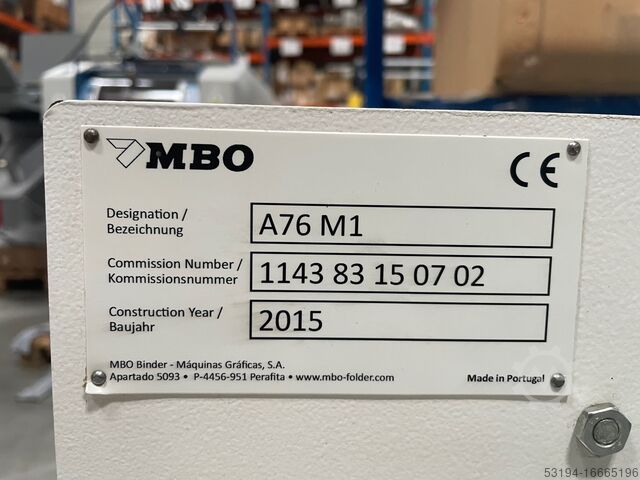 MBO
CE
Designation /
Bezeichnung
A76 M1
Commission Number /
Kommissionsnummer
1143 83 15 07 02
Construction Year /
Baujahr
2015
MBO Binder - Máquinas Gráficas, S.A.
Apartado 5093 • P-4456-951 Perafita • www.mbo-folder.com
Made in Portugal
53194-16665196